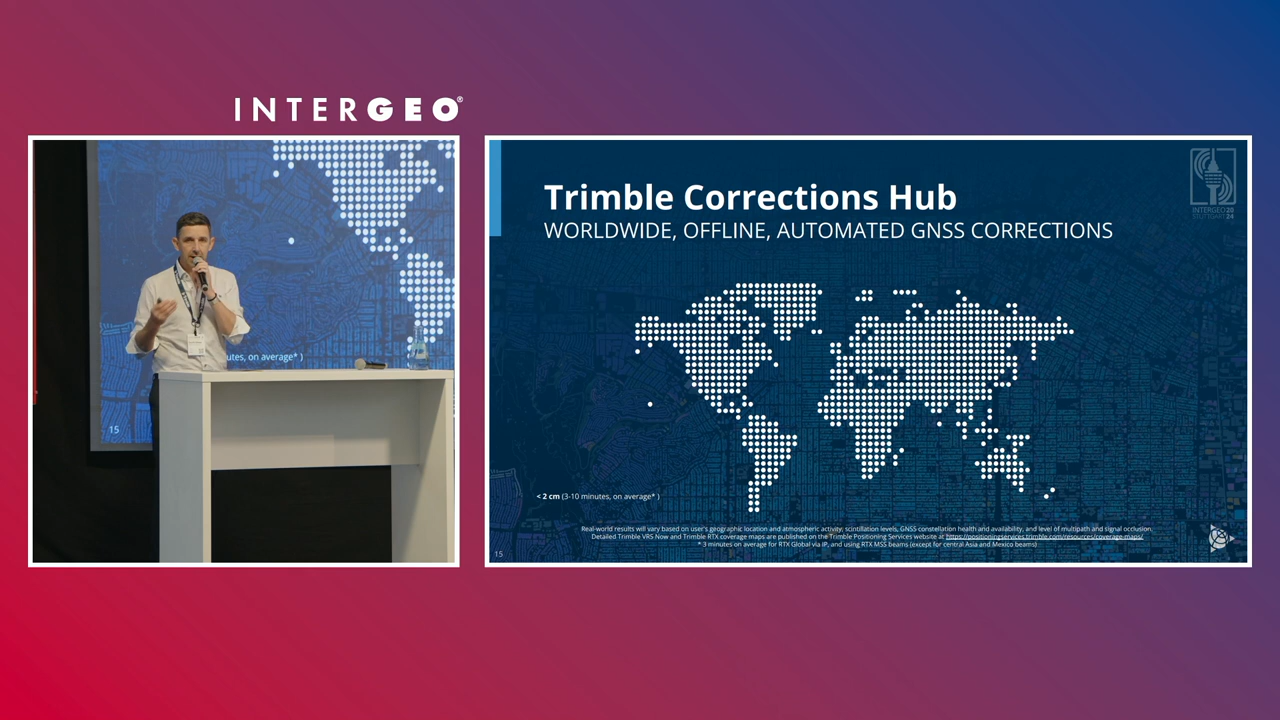 INTERGEO®
utes, on average* )
15
Trimble Corrections Hub
WORLDWIDE, OFFLINE, AUTOMATED GNSS CORRECTIONS
INTERGEO 20
STUTTGART 24
< 2 cm (3-10 minutes, on average* )
Real-world results will vary based on user's geographic location and atmospheric activity, scintillation levels, GNSS constellation health and availability, and level of multipath and signal occlusion.
Detailed Trimble VRS Now and Trimble RTX coverage maps are published on the Trimble Positioning Services website at https://positioningservices.trimble.com/resources/coverage-maps/
* 3 minutes on average for RTX Global via IP, and using RTX MSS beams (except for central Asia and Mexico beams)
15